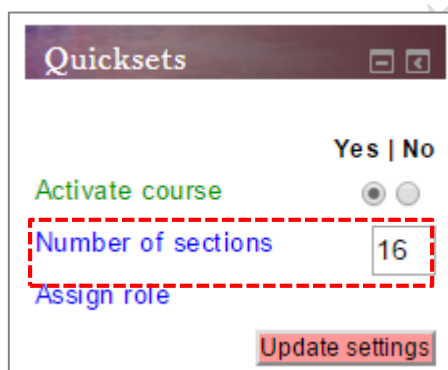 Quicksets
Yes | No
Activate course
Number of sections 16
Assign role
Update settings